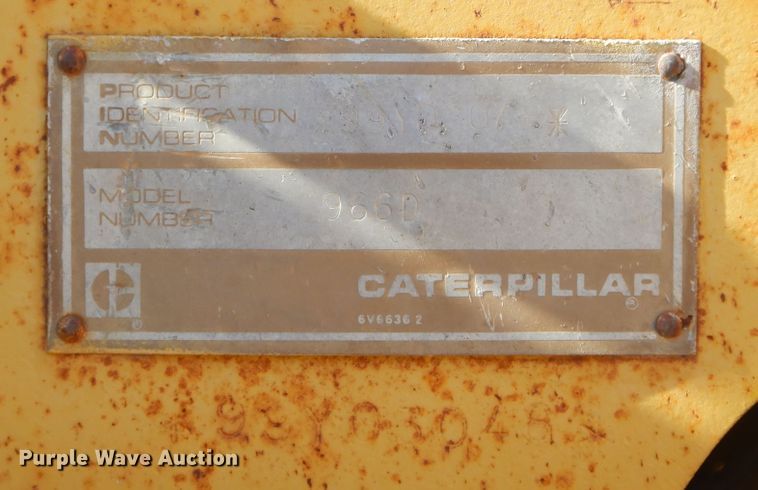 PRODUCT
IDENTIFICATION
NUMBER
MODEL
NUMBER
966D
CATERPILLAR
6V6636 2
Purple Wave Auction